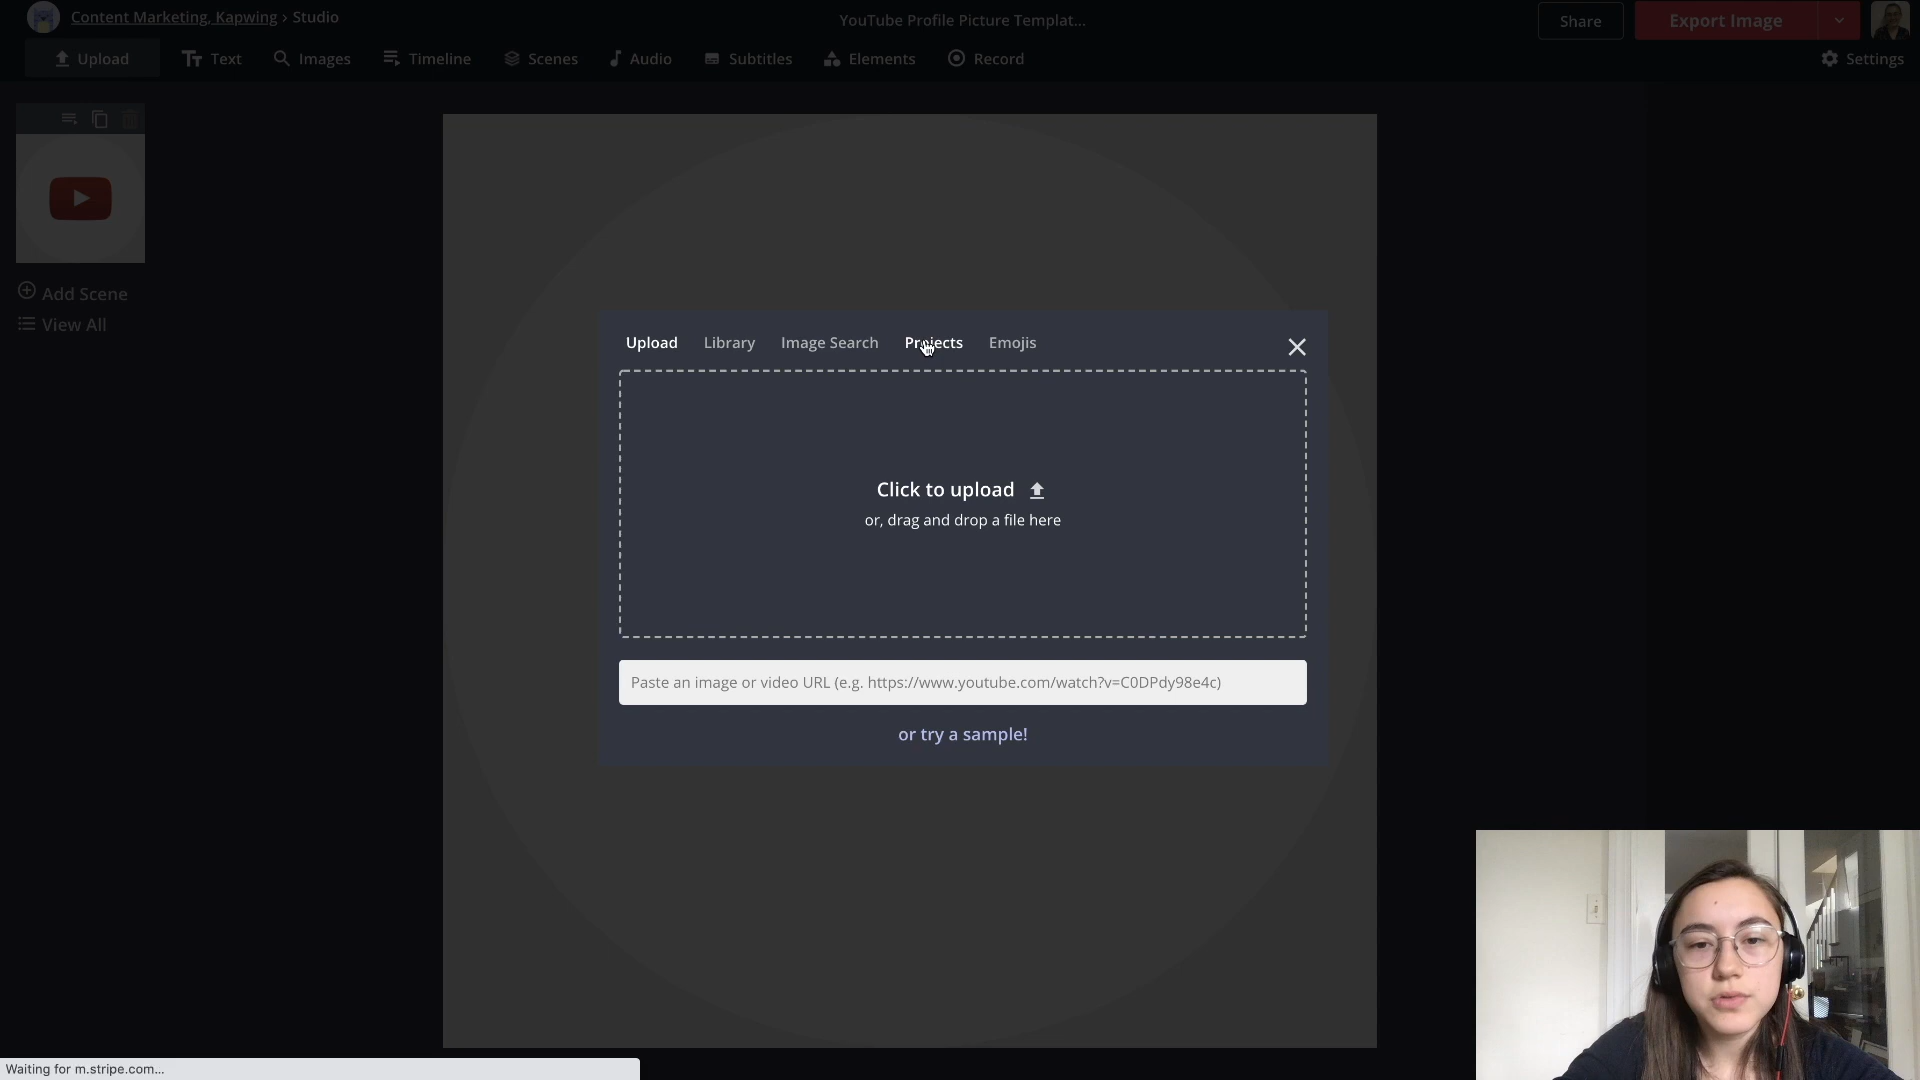 Content Marketing, Kapwing › Studio
YouTube Profile Picture Templat...
Share
Export Image
Upload
Text
Images
Timeline
Scenes
Audio
Subtitles
Elements
Record
Settings
Add Scene
View All
Upload
Library
Image Search
Projects
Emojis
Click to upload
or, drag and drop a file here
Paste an image or video URL (e.g. https://www.youtube.com/watch?v=C0DPdy98e4c)
or try a sample!
Waiting for m.stripe.com...